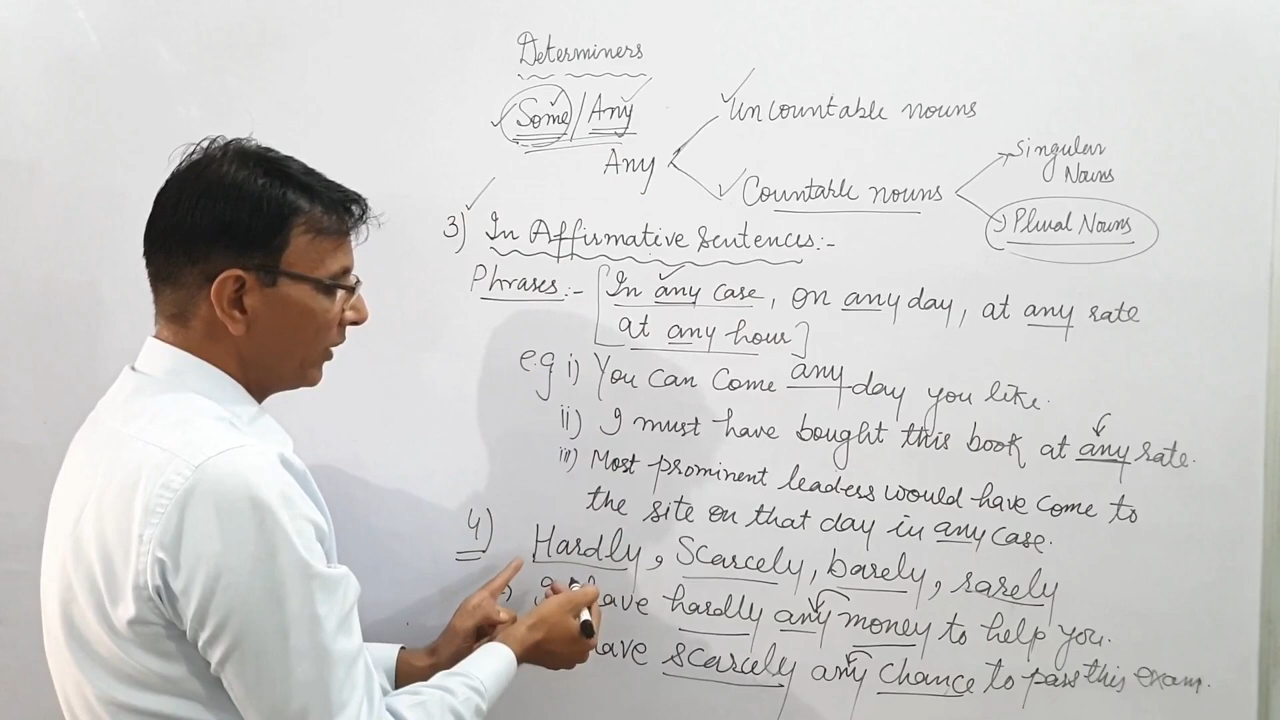 Determiners
Some / Any
Any
Uncountable nouns
Countable nouns
Singular
Nouns
Plural Nouns
3) In Affirmative Sentences:-
Phrases:- [In any case, on any day, at any rate
at any hour]
e.g i) You can come any day you like.
ii) I must have bought this book at any rate.
iii) Most prominent leaders would have come to
the site on that day in any case.
4) Hardly, Scarcely, barely, rarely
hardly any money to help you.
scarcely any chance to pass this exam.